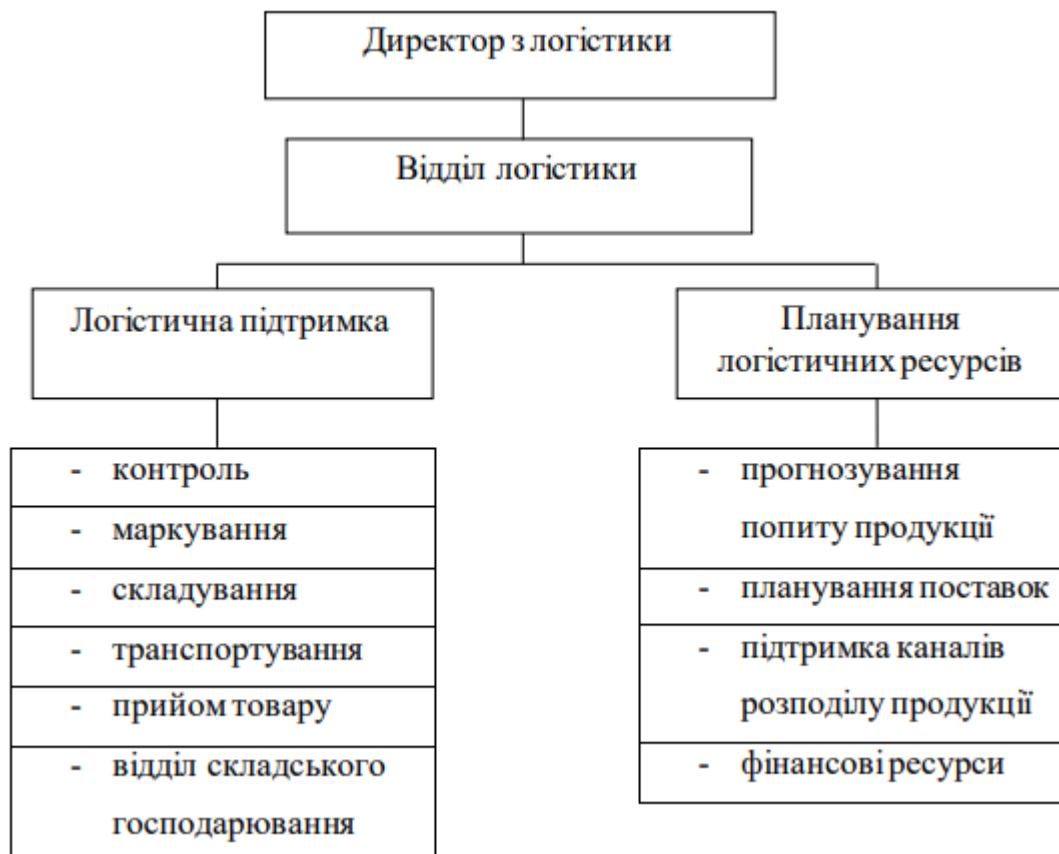 Директор з логістики
Відділ логістики
Логістична підтримка
- контроль
- маркування
- складування
- транспортування
- прийом товару
- відділ складського
господарювання
Планування
логістичних ресурсів
- прогнозування
попиту продукції
- планування поставок
- підтримка каналів
розподілу продукції
- фінансові ресурси